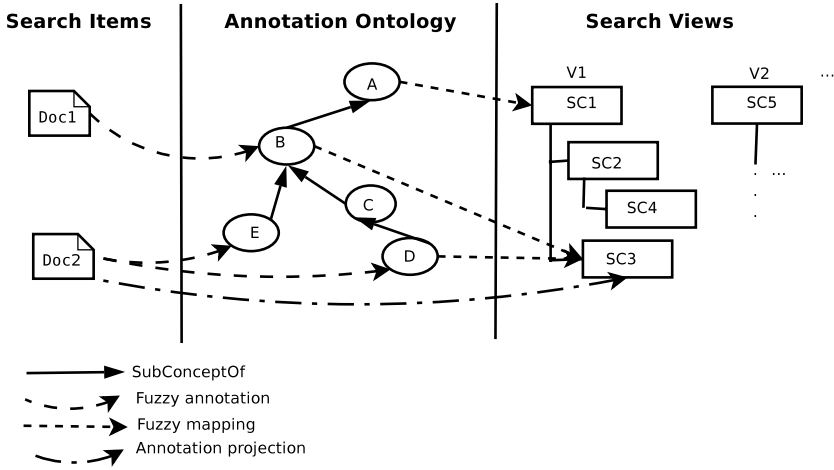 Search Items
Annotation Ontology
Search Views
V1
V2
...
A
SC1
SC5
Doc1
B
SC2
...
C
SC4
E
D
Doc2
SC3
SubConceptOf
Fuzzy annotation
Fuzzy mapping
Annotation projection